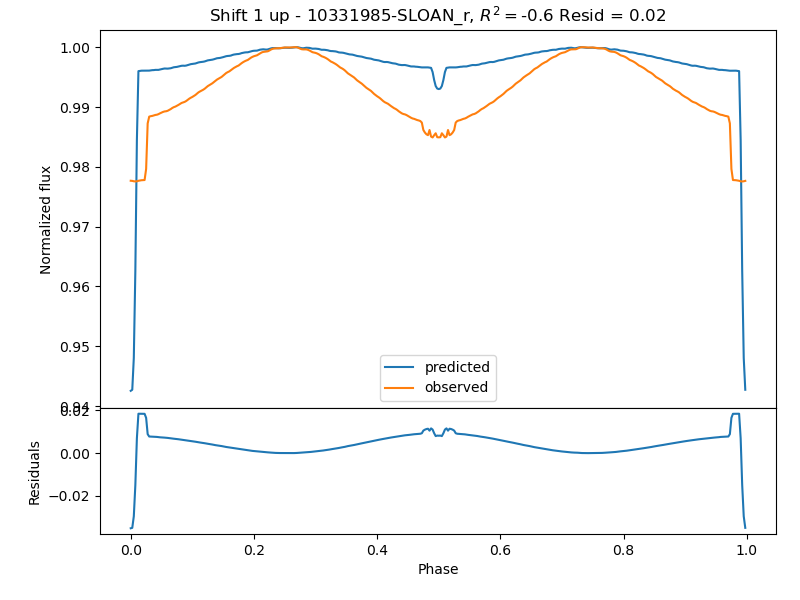 Shift 1 up - 10331985-SLOAN_r, $R^2 = $-0.6 Resid = 0.02
1.00
0.99
0.98
0.97
0.96
0.95
0.94
Normalized flux
predicted
observed
0.02
0.00
−0.02
Residuals
0.0 0.2 0.4 0.6 0.8 1.0
Phase